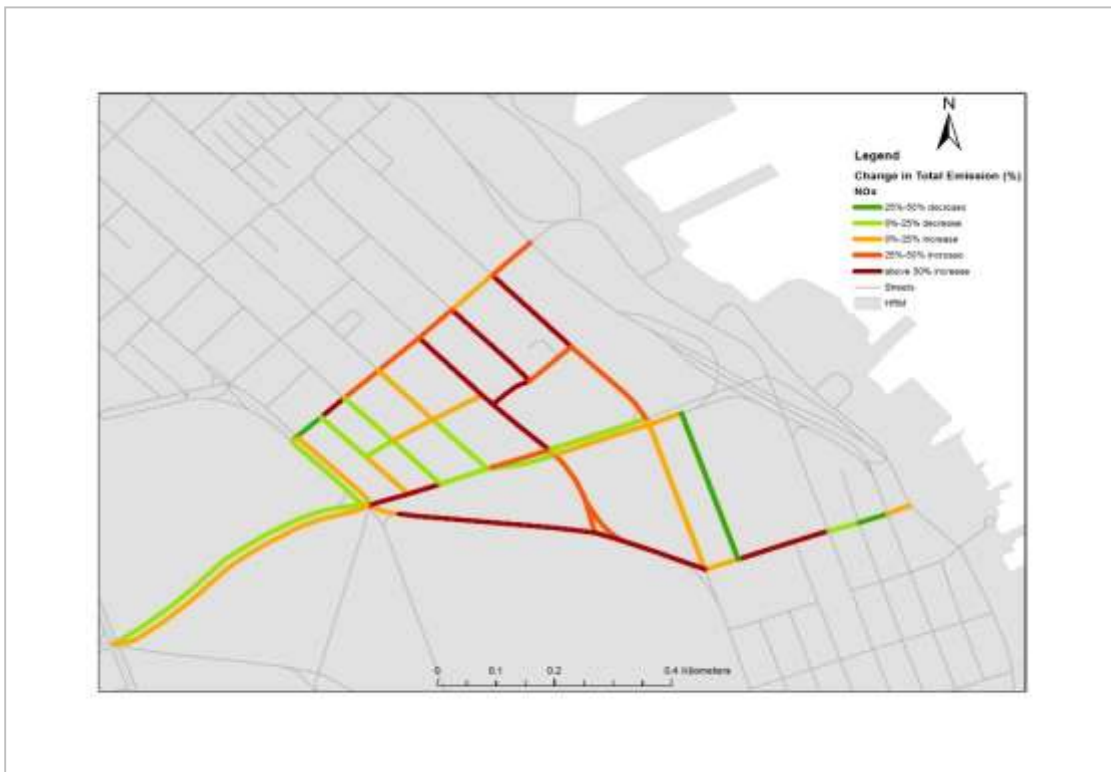 N
Legend
Change in Total Emission (%)
NOx
25%-50% decrease
0%-25% decrease
0%-25% increase
25%-50% increase
above 50% increase
Streets
0 0.1 0.2 0.4 Kilometers